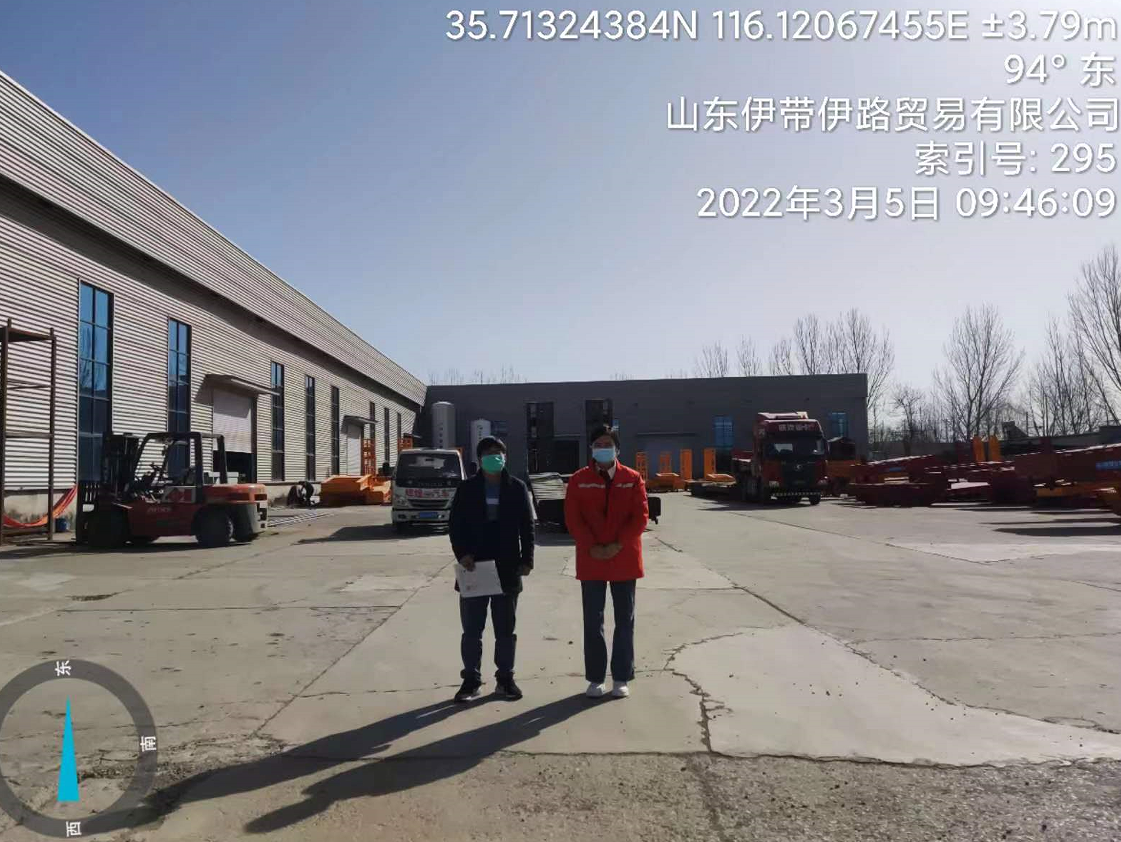 35.71324384N 116.12067455E ±3.79m
94° 东
山东伊带伊路贸易有限公司
索引号: 295
2022年3月5日 09:46:09
东
南
西